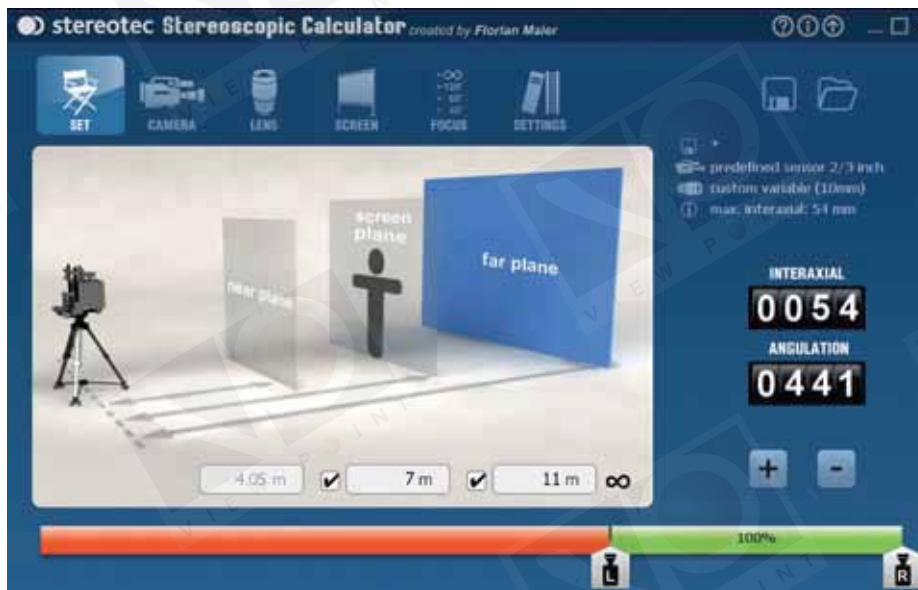 stereotec Stereoscopic Calculator created by Florian Maier
SET CAMERA LENS SCREEN FOCUS SETTINGS
predefined sensor 2/3 inch
custom variable (10mm)
max. interaxial: 54 mm
near plane
screen plane
far plane
INTERAXIAL
0054
ANGULATION
0441
+ -
4.05 m 7 m 11 m ∞
100%
L R
VIEW POINT